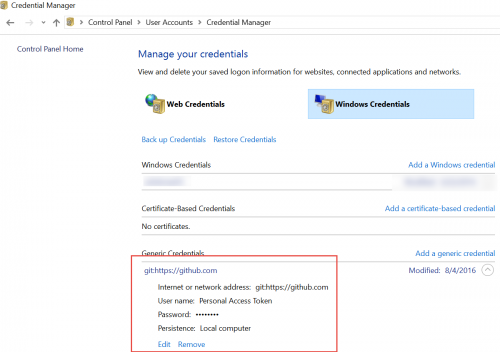 Credential Manager
Control Panel > User Accounts > Credential Manager
Control Panel Home
Manage your credentials
View and delete your saved logon information for websites, connected applications and networks.
Web Credentials
Windows Credentials
Back up Credentials Restore Credentials
Windows Credentials Add a Windows credential
Certificate-Based Credentials Add a certificate-based credential
No certificates.
Generic Credentials Add a generic credential
git:https://github.com Modified: 8/4/2016
Internet or network address: git:https://github.com
User name: Personal Access Token
Password: ••••••••
Persistence: Local computer
Edit Remove